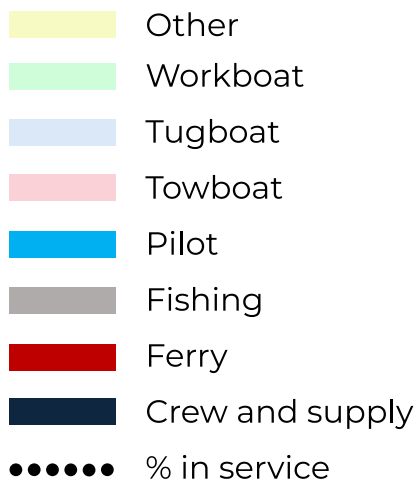 Other
Workboat
Tugboat
Towboat
Pilot
Fishing
Ferry
Crew and supply
% in service